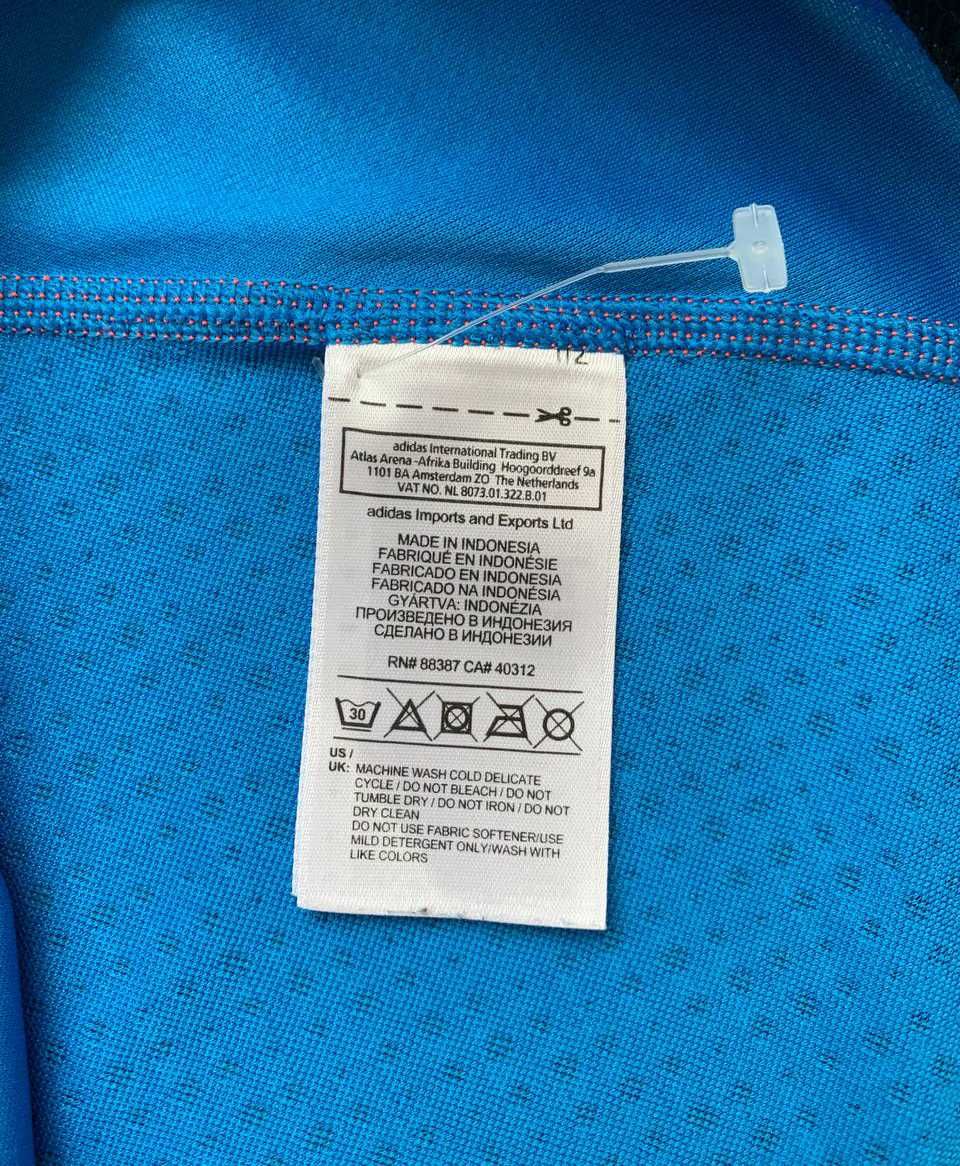 adidas International Trading BV
Atlas Arena -Afrika Building Hoogoorddreef 9a
1101 BA Amsterdam ZO The Netherlands
VAT NO. NL 8073.01.322.B.01
adidas Imports and Exports Ltd
MADE IN INDONESIA
FABRIQUÉ EN INDONÉSIE
FABRICADO EN INDONESIA
FABRICADO NA INDONÉSIA
GYÁRTVA: INDONÉZIA
ПРОИЗВЕДЕНО В ИНДОНЕЗИЯ
СДЕЛАНО В ИНДОНЕЗИИ
RN# 88387 CA# 40312
30
US /
UK: MACHINE WASH COLD DELICATE
CYCLE / DO NOT BLEACH / DO NOT
TUMBLE DRY / DO NOT IRON / DO NOT
DRY CLEAN
DO NOT USE FABRIC SOFTENER/USE
MILD DETERGENT ONLY/WASH WITH
LIKE COLORS